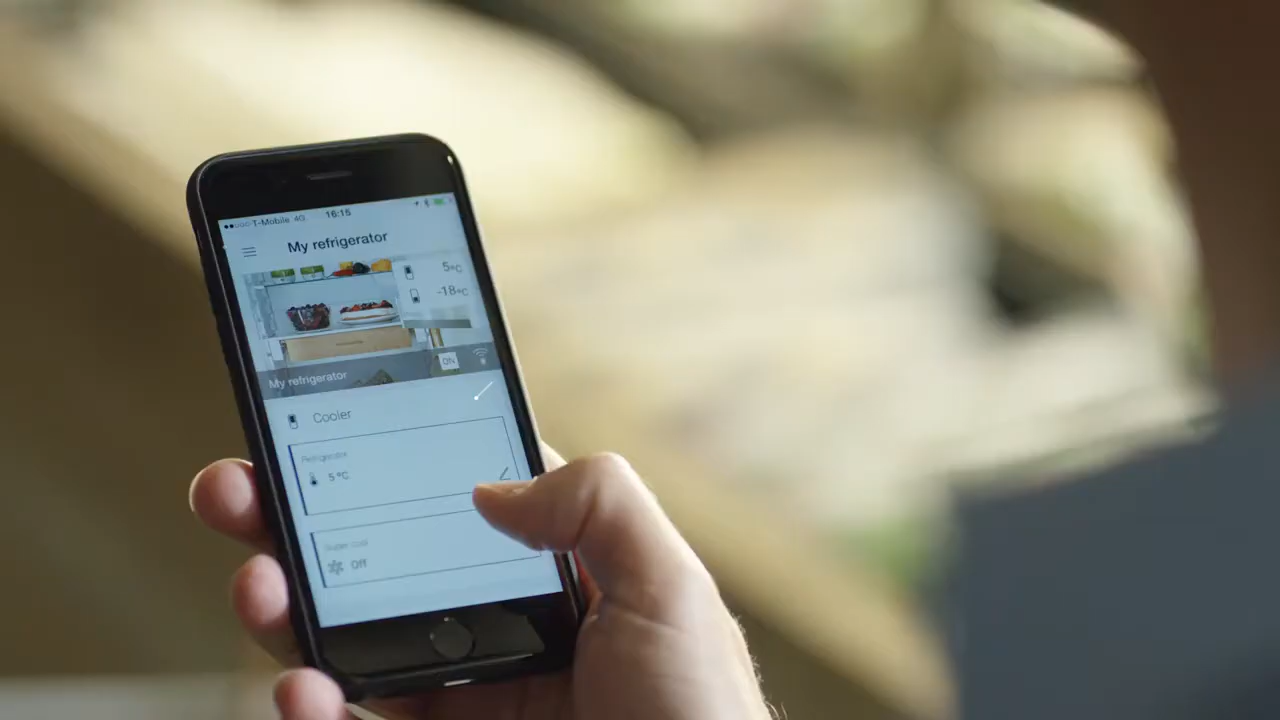 T-Mobile 4G
16:15
My refrigerator
5°C
-18°C
ON
My refrigerator
Cooler
Refrigerator
5 °C
Super cool
Off